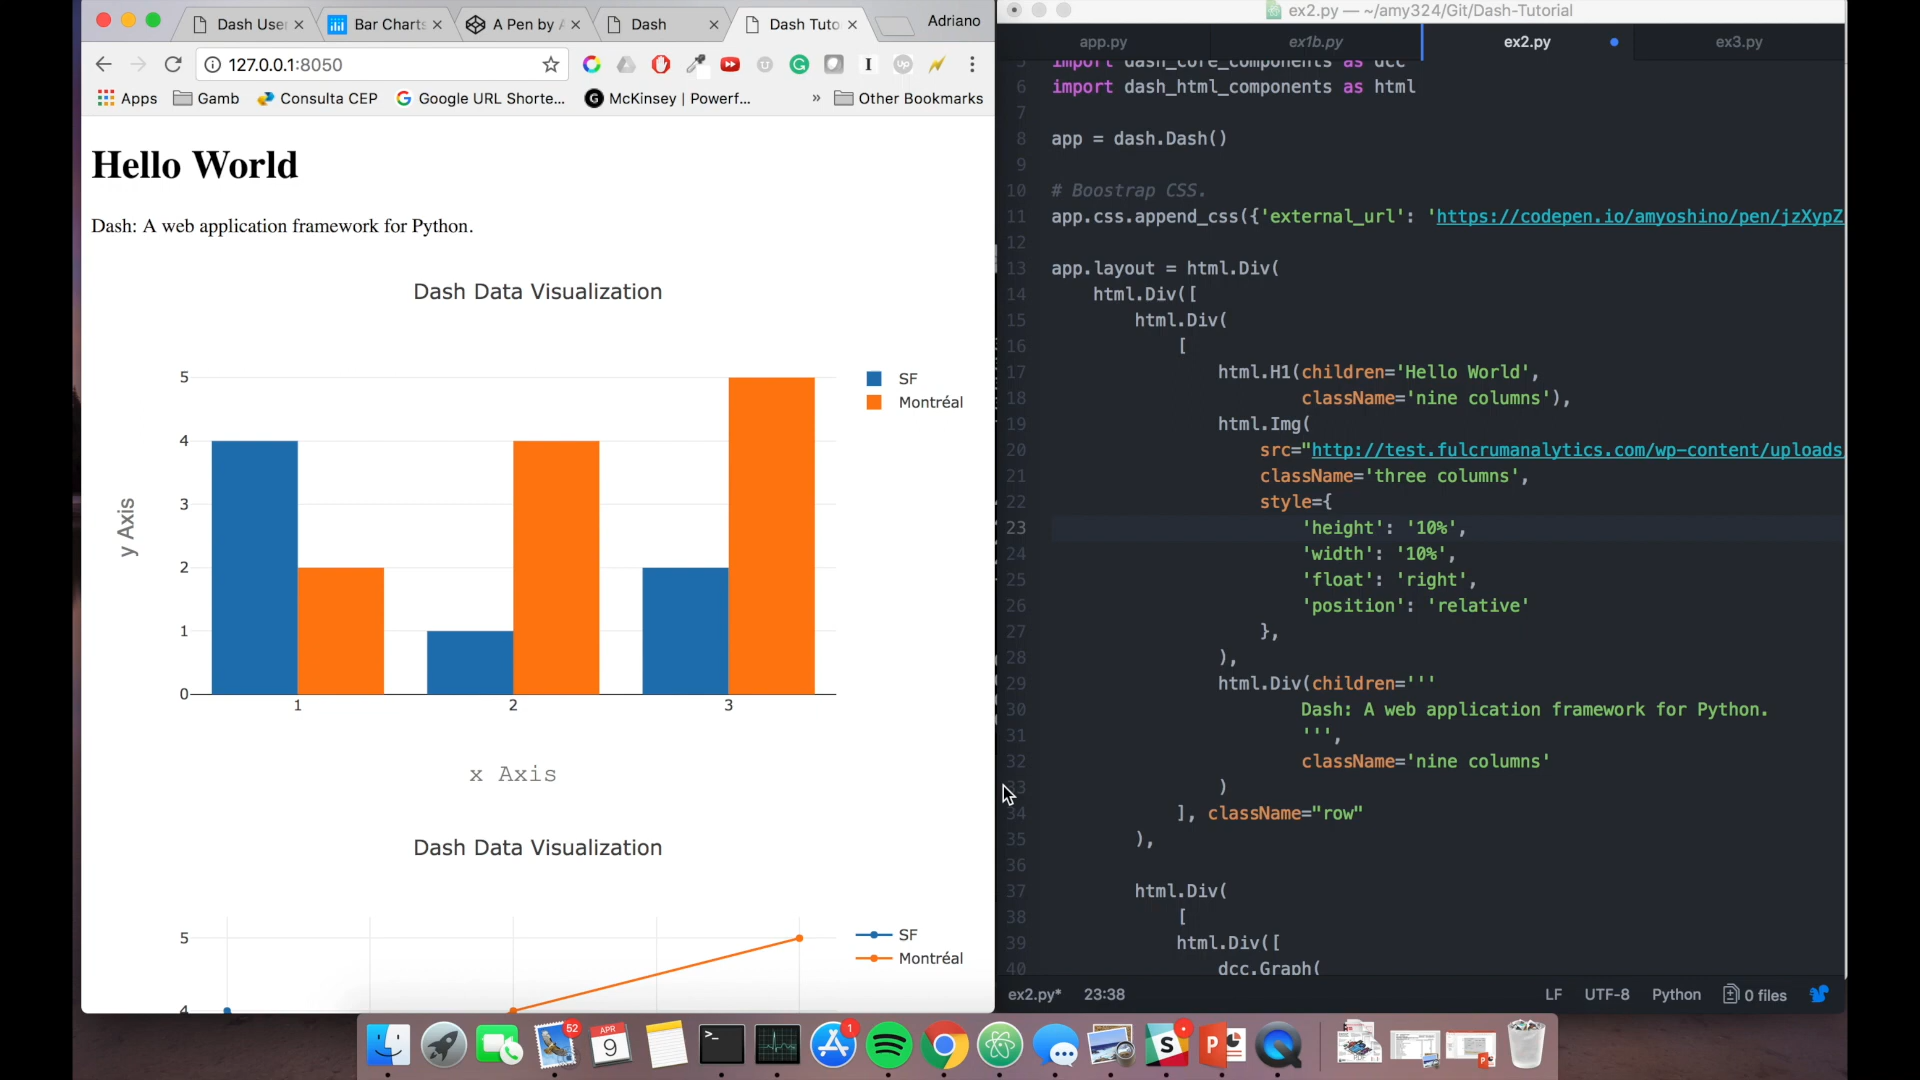 Dash User
Bar Charts
A Pen by A
Dash
Dash Tuto
Adriano
127.0.0.1:8050
Apps
Gamb
Consulta CEP
Google URL Shorte...
McKinsey | Powerf...
»
Other Bookmarks
Hello World
Dash: A web application framework for Python.
Dash Data Visualization
5
4
3
2
1
0
y Axis
1
2
3
x Axis
SF
Montréal
Dash Data Visualization
5
4
SF
Montréal
ex2.py — ~/amy324/Git/Dash-Tutorial
app.py
ex1b.py
ex2.py
ex3.py
5 import dash_core_components as dcc
6 import dash_html_components as html
7
8 app = dash.Dash()
9
10 # Boostrap CSS.
11 app.css.append_css({'external_url': 'https://codepen.io/amyoshino/pen/jzXypZ
12
13 app.layout = html.Div(
14 html.Div([
15 html.Div(
16 [
17 html.H1(children='Hello World',
18 className='nine columns'),
19 html.Img(
20 src="http://test.fulcrumanalytics.com/wp-content/uploads
21 className='three columns',
22 style={
23 'height': '10%',
24 'width': '10%',
25 'float': 'right',
26 'position': 'relative'
27 },
28 ),
29 html.Div(children='''
30 Dash: A web application framework for Python.
31 ''',
32 className='nine columns'
33 )
34 ], className="row"
35 ),
36
37 html.Div(
38 [
39 html.Div([
40 dcc.Graph(
ex2.py*
23:38
LF
UTF-8
Python
0 files
52
APR
9
1